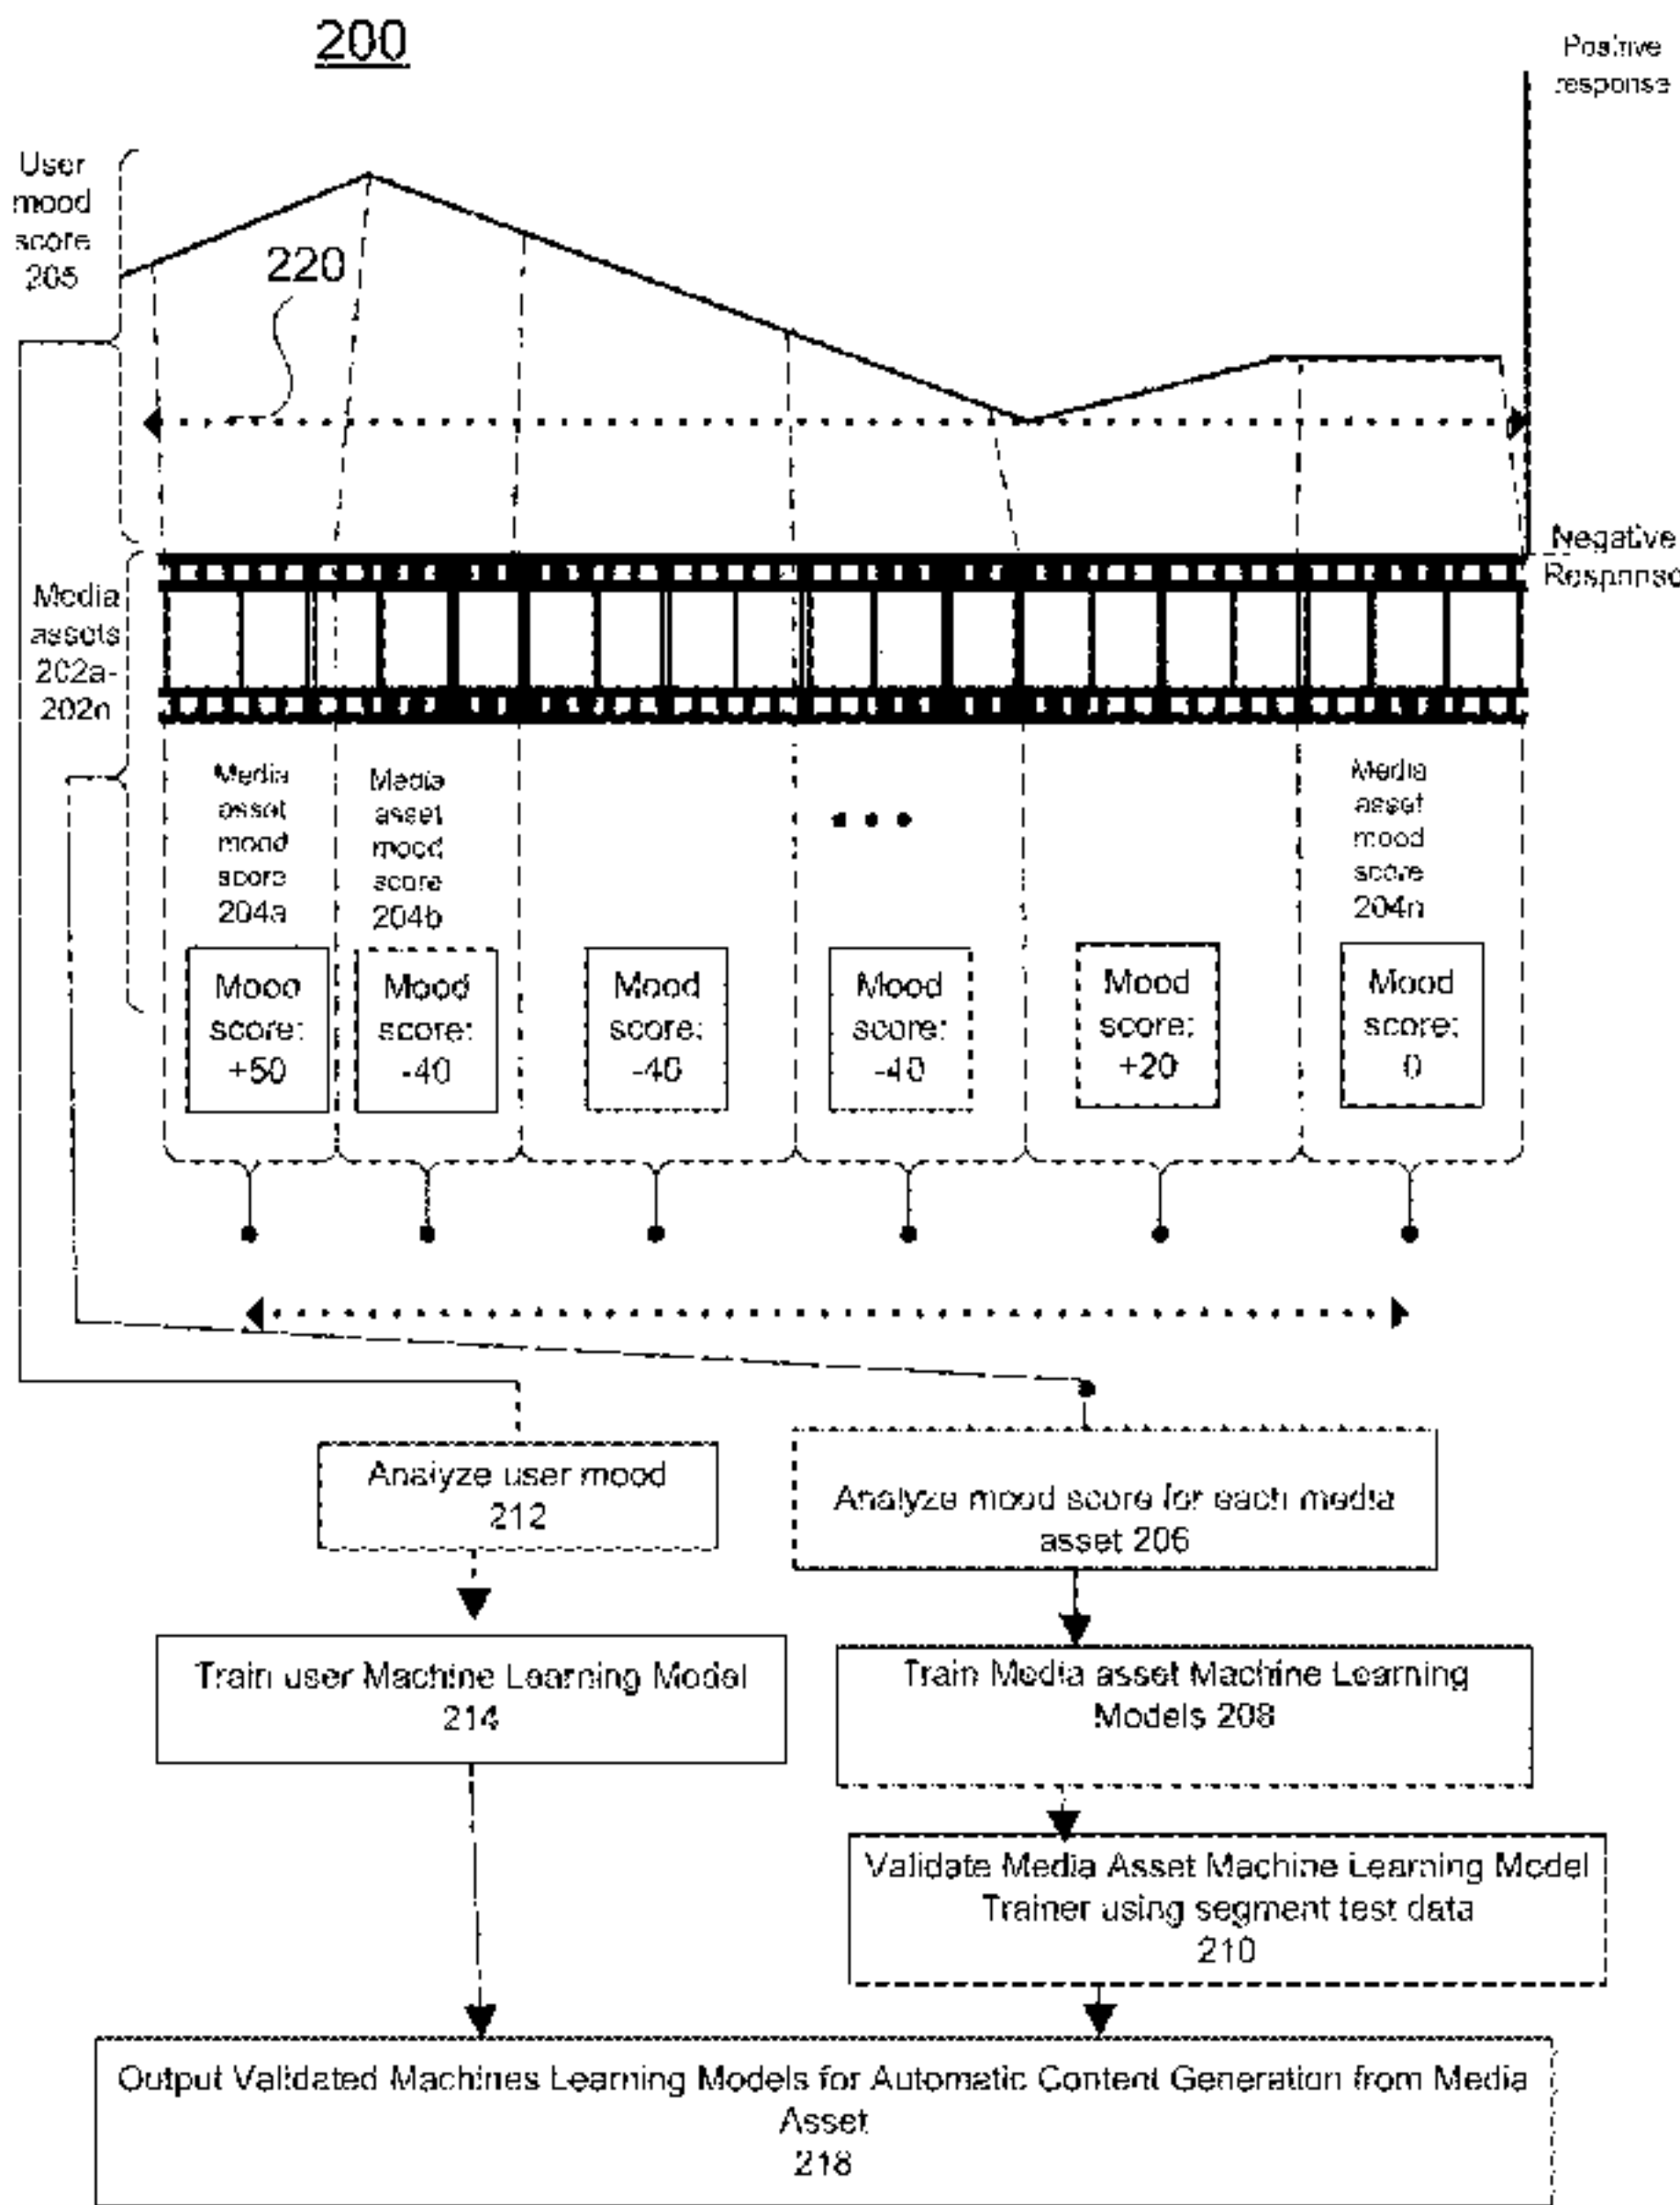 200
Positive
response
User
mood
score
205
220
Negative
Response
Media
assets
202a-
202n
Media
asset
mood
score
204a
Media
asset
mood
score
204b
Media
asset
mood
score
204n
Mood
score:
+50
Mood
score:
-40
Mood
score:
-40
Mood
score:
-40
Mood
score:
+20
Mood
score:
0
Analyze user mood
212
Analyze mood score for each media
asset 206
Train user Machine Learning Model
214
Train Media asset Machine Learning
Models 208
Validate Media Asset Machine Learning Model
Trainer using segment test data
210
Output Validated Machines Learning Models for Automatic Content Generation from Media
Asset
218